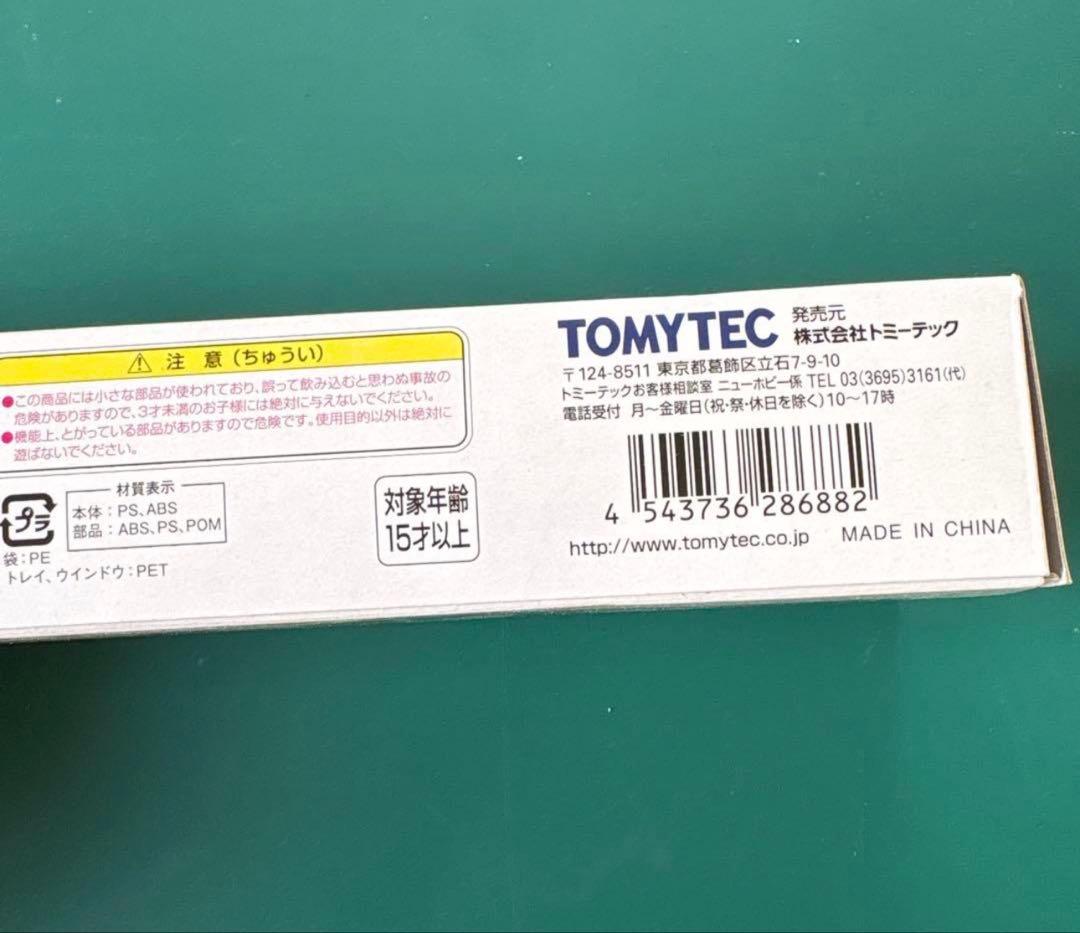 注 意（ちゅうい）
●この商品には小さな部品が使われており、誤って飲み込むと思わぬ事故の
危険がありますので、3才未満のお子様には絶対に与えないでください。
●機能上、とがっている部品がありますので危険です。使用目的以外は絶対に
遊ばないでください。
プラ
材質表示
本体：PS、ABS
部品：ABS、PS、POM
袋：PE
トレイ、ウインドウ：PET
対象年齢
15才以上
TOMYTEC
発売元
株式会社トミーテック
〒124-8511 東京都葛飾区立石7-9-10
トミーテックお客様相談室 ニューホビー係 TEL 03(3695)3161(代)
電話受付 月～金曜日(祝・祭・休日を除く)10～17時
4 543736 286882
http://www.tomytec.co.jp
MADE IN CHINA